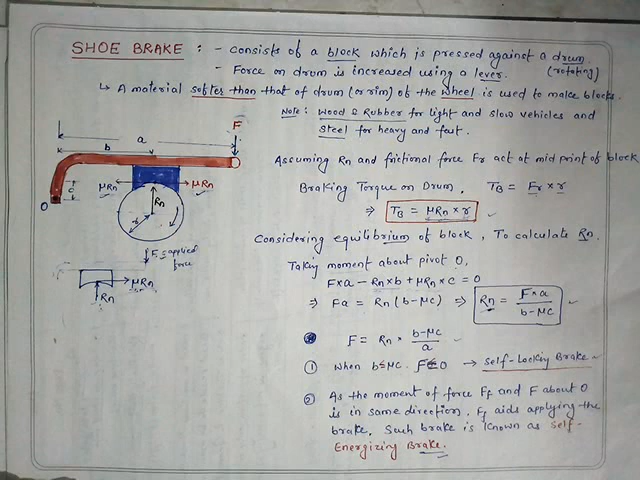 SHOE BRAKE : - consists of a block which is pressed against a drum.
(rotating)
- Force on drum is increased using a lever.
↳ A material softer than that of drum (or rim) of the wheel is used to make blocks.
Note: Wood & Rubber for light and slow vehicles and
steel for heavy and fast.
F
a
b
c
O
μRn
μRn
Rn
r
F is applied
force
μRn
Rn
Assuming Rn and frictional force Fr act at mid point of block
Braking Torque on Drum, TB = Fr × r
⇒ TB = μRn × r
Considering equilibrium of block, To calculate Rn.
Taking moment about pivot O,
F×a - Rn×b + μRn×c = 0
⇒ Fa = Rn (b-μc) ⇒ Rn = F×a / b-μc
F = Rn × b-μc / a
① When b≤μc. F≤0 → Self-Locking Brake
② As the moment of force Ff and F about O
is in same direction, Ff aids applying the
brake. Such brake is known as Self-
Energizing Brake.